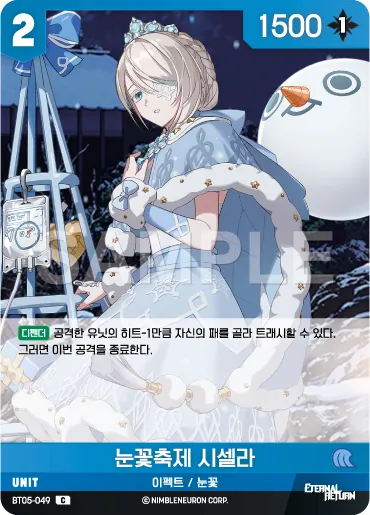 2
1500 1
SAMPLE
디펜더 공격한 유닛의 히트-1만큼 자신의 패를 골라 트래시할 수 있다.
그러면 이번 공격을 종료한다.
눈꽃축제 시셀라
UNIT
이펙트 / 눈꽃
BT05-049 C
© NIMBLENEURON CORP.
ETERNAL RETURN